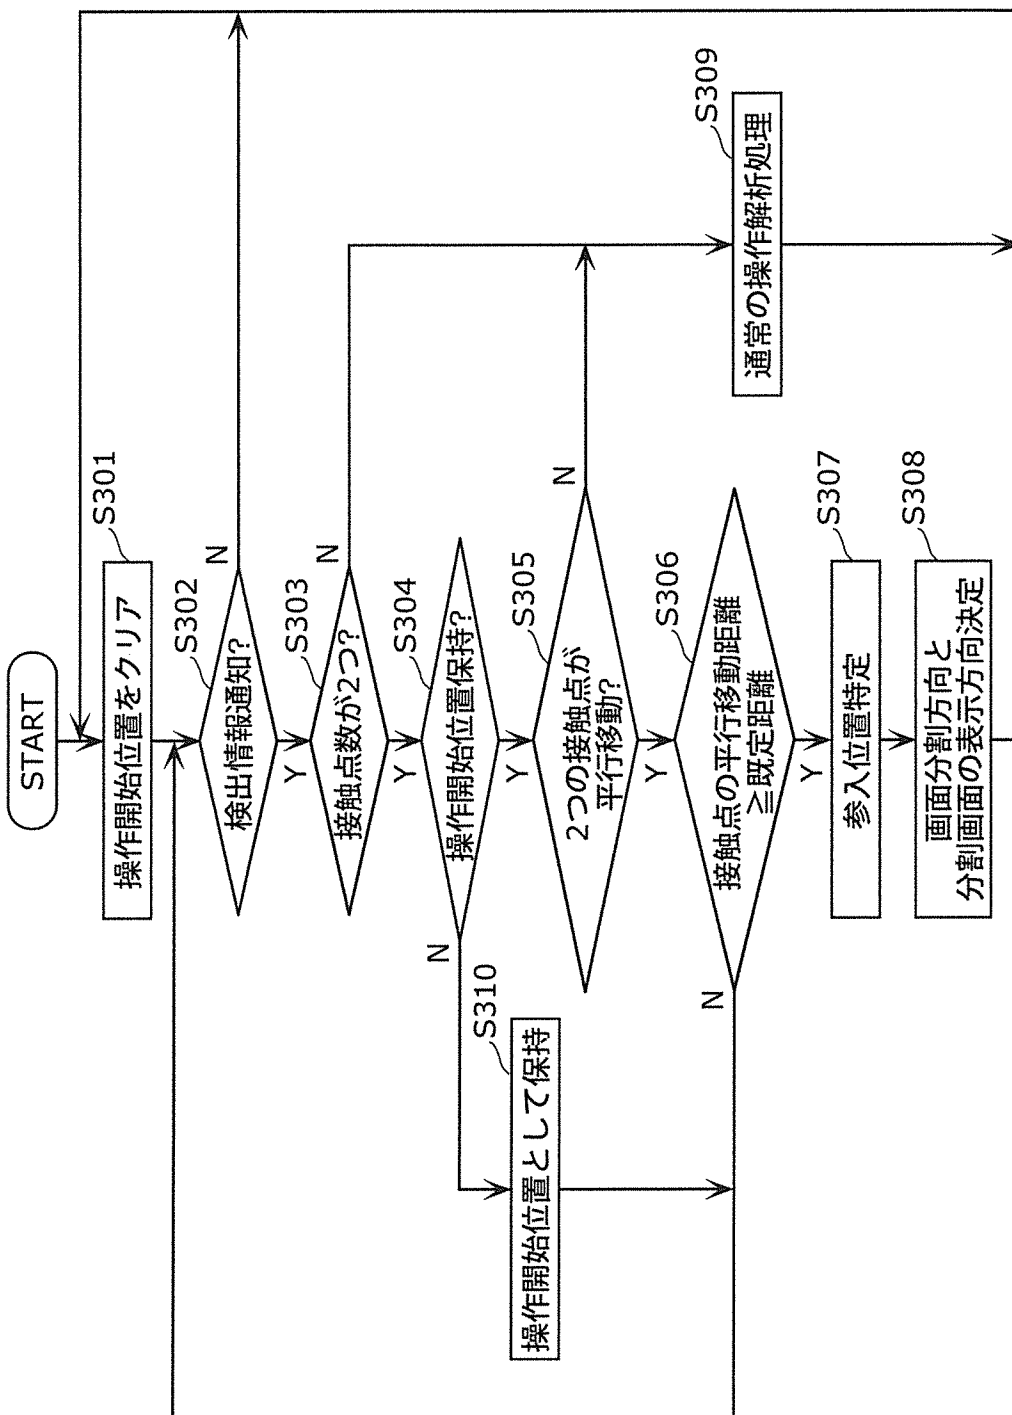 START
S301
操作開始位置をクリア
S302
検出情報通知?
N
Y
S303
接触点数が2つ?
N
Y
S304
操作開始位置保持?
N
Y
S310
操作開始位置として保持
S305
2つの接触点が
平行移動?
N
Y
S306
接触点の平行移動距離
≧既定距離
N
Y
S309
通常の操作解析処理
S307
参入位置特定
S308
画面分割方向と
分割画面の表示方向決定